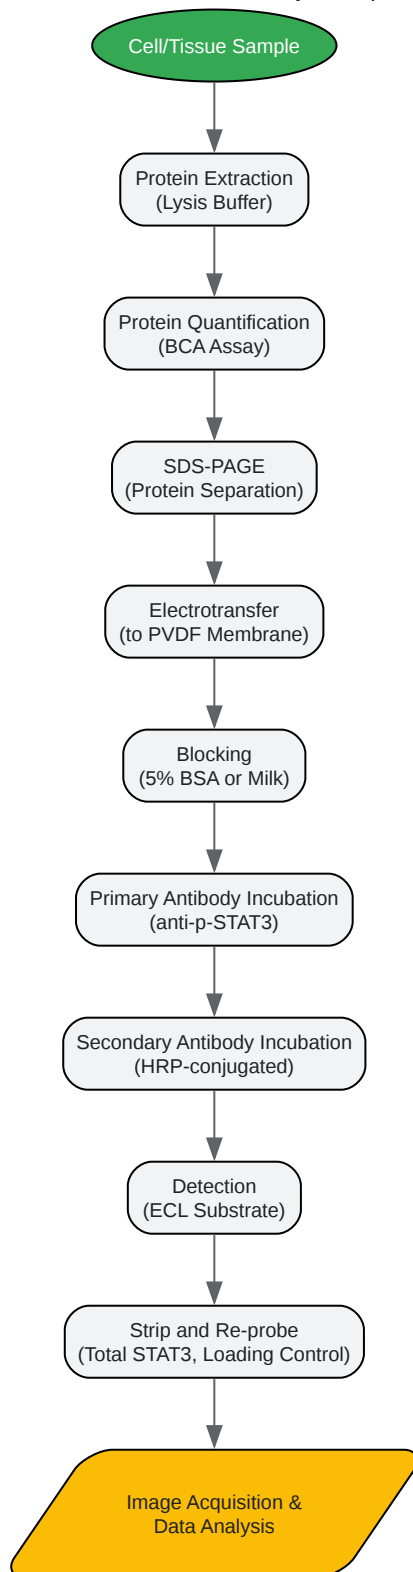 Cell/Tissue Sample
Protein Extraction
(Lysis Buffer)
Protein Quantification
(BCA Assay)
SDS-PAGE
(Protein Separation)
Electrotransfer
(to PVDF Membrane)
Blocking
(5% BSA or Milk)
Primary Antibody Incubation
(anti-p-STAT3)
Secondary Antibody Incubation
(HRP-conjugated)
Detection
(ECL Substrate)
Strip and Re-probe
(Total STAT3, Loading Control)
Image Acquisition &
Data Analysis